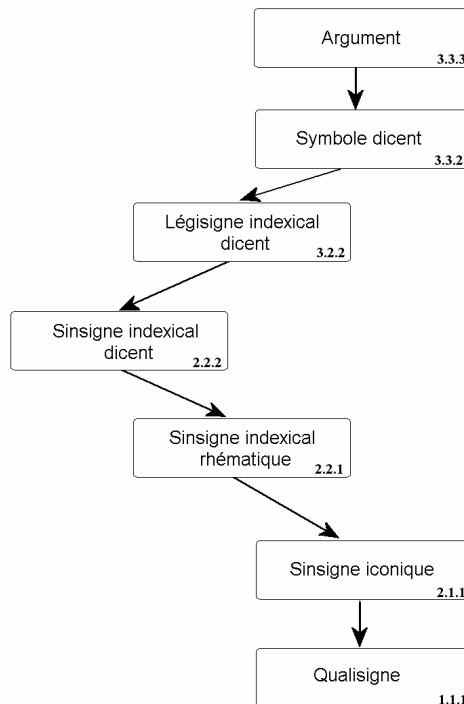 Argument
3.3.3
Symbole dicent
3.3.2
Légisigne indexical
dicent
3.2.2
Sinsigne indexical
dicent
2.2.2
Sinsigne indexical
rhématique
2.2.1
Sinsigne iconique
2.1.1
Qualisigne
1.1.1